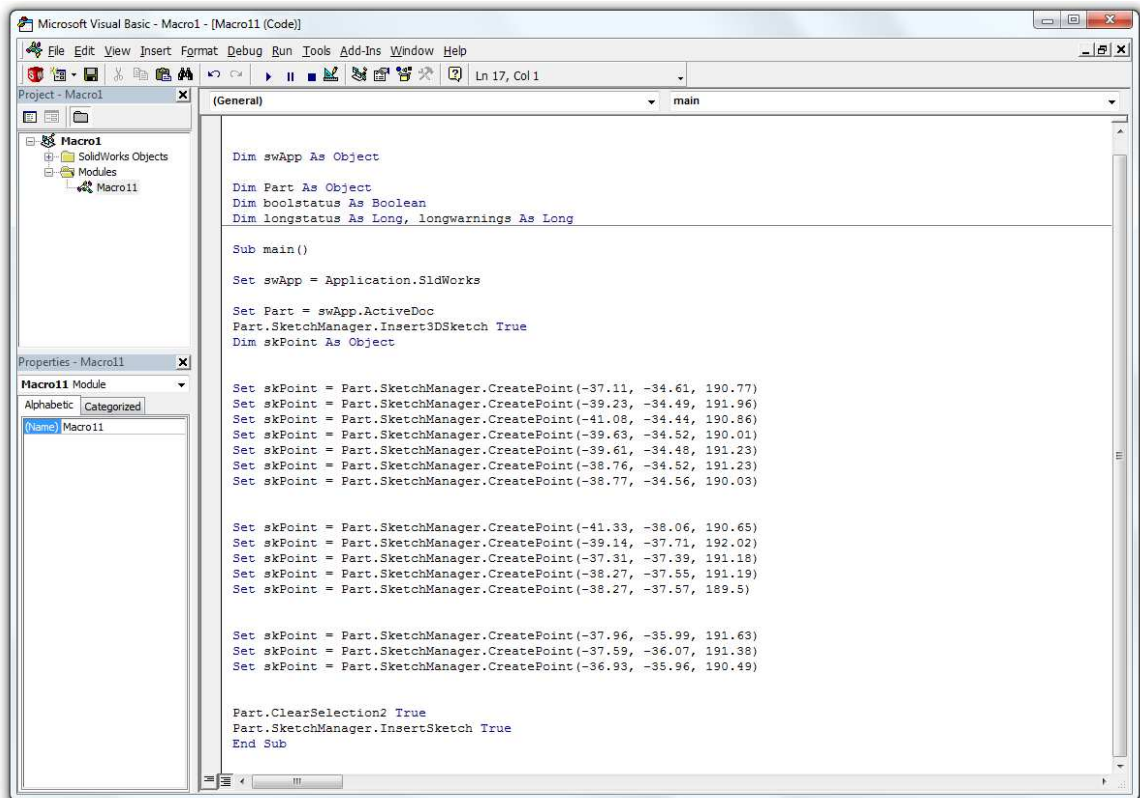 Microsoft Visual Basic - Macro1 - [Macro11 (Code)]
File Edit View Insert Format Debug Run Tools Add-Ins Window Help
Ln 17, Col 1
Project - Macro1
(General)
main
Macro1
SolidWorks Objects
Modules
Macro11
Properties - Macro11
Macro11 Module
Alphabetic Categorized
(Name) Macro11
Dim swApp As Object
Dim Part As Object
Dim boolstatus As Boolean
Dim longstatus As Long, longwarnings As Long
Sub main()
Set swApp = Application.SldWorks
Set Part = swApp.ActiveDoc
Part.SketchManager.Insert3DSketch True
Dim skPoint As Object
Set skPoint = Part.SketchManager.CreatePoint(-37.11, -34.61, 190.77)
Set skPoint = Part.SketchManager.CreatePoint(-39.23, -34.49, 191.96)
Set skPoint = Part.SketchManager.CreatePoint(-41.08, -34.44, 190.86)
Set skPoint = Part.SketchManager.CreatePoint(-39.63, -34.52, 190.01)
Set skPoint = Part.SketchManager.CreatePoint(-39.61, -34.48, 191.23)
Set skPoint = Part.SketchManager.CreatePoint(-38.76, -34.52, 191.23)
Set skPoint = Part.SketchManager.CreatePoint(-38.77, -34.56, 190.03)
Set skPoint = Part.SketchManager.CreatePoint(-41.33, -38.06, 190.65)
Set skPoint = Part.SketchManager.CreatePoint(-39.14, -37.71, 192.02)
Set skPoint = Part.SketchManager.CreatePoint(-37.31, -37.39, 191.18)
Set skPoint = Part.SketchManager.CreatePoint(-38.27, -37.55, 191.19)
Set skPoint = Part.SketchManager.CreatePoint(-38.27, -37.57, 189.5)
Set skPoint = Part.SketchManager.CreatePoint(-37.96, -35.99, 191.63)
Set skPoint = Part.SketchManager.CreatePoint(-37.59, -36.07, 191.38)
Set skPoint = Part.SketchManager.CreatePoint(-36.93, -35.96, 190.49)
Part.ClearSelection2 True
Part.SketchManager.InsertSketch True
End Sub